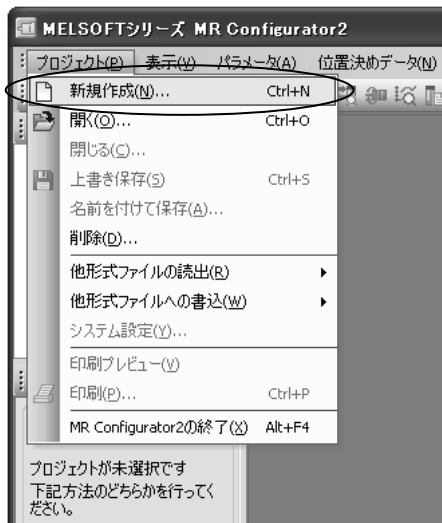 MELSOFTシリーズ MR Configurator2
プロジェクト(P) 表示(V) パラメータ(A) 位置決めデータ(N)
新規作成(N)... Ctrl+N
開く(O)... Ctrl+O
閉じる(C)...
上書き保存(S) Ctrl+S
名前を付けて保存(A)...
削除(D)...
他形式ファイルの読出(R)
他形式ファイルへの書込(W)
システム設定(Y)...
印刷プレビュー(V)
印刷(P)... Ctrl+P
MR Configurator2の終了(X) Alt+F4
プロジェクトが未選択です
下記方法のどちらかを行ってく
ださい。